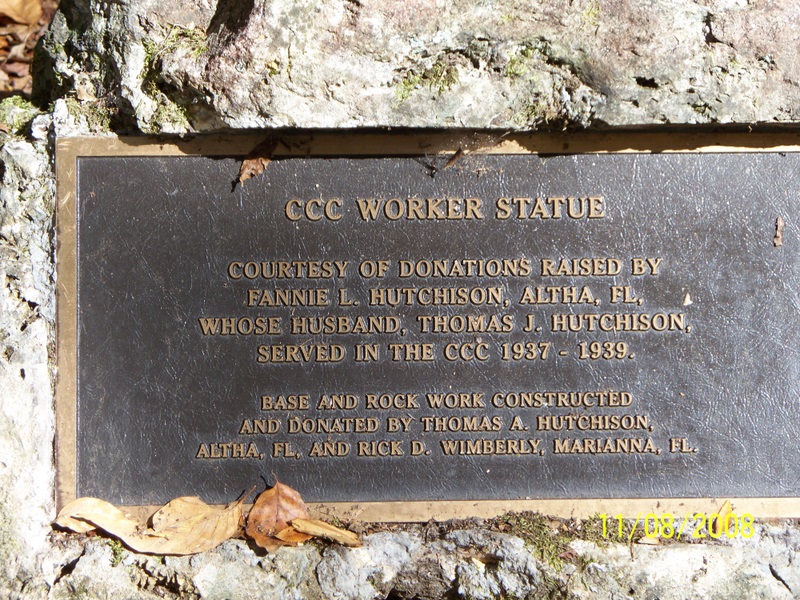 CCC WORKER STATUE
COURTESY OF DONATIONS RAISED BY
FANNIE L. HUTCHISON, ALTHA, FL,
WHOSE HUSBAND, THOMAS J. HUTCHISON,
SERVED IN THE CCC 1937 - 1939.
BASE AND ROCK WORK CONSTRUCTED
AND DONATED BY THOMAS A. HUTCHISON,
ALTHA, FL, AND RICK D. WIMBERLY, MARIANNA, FL.
11/08/2008